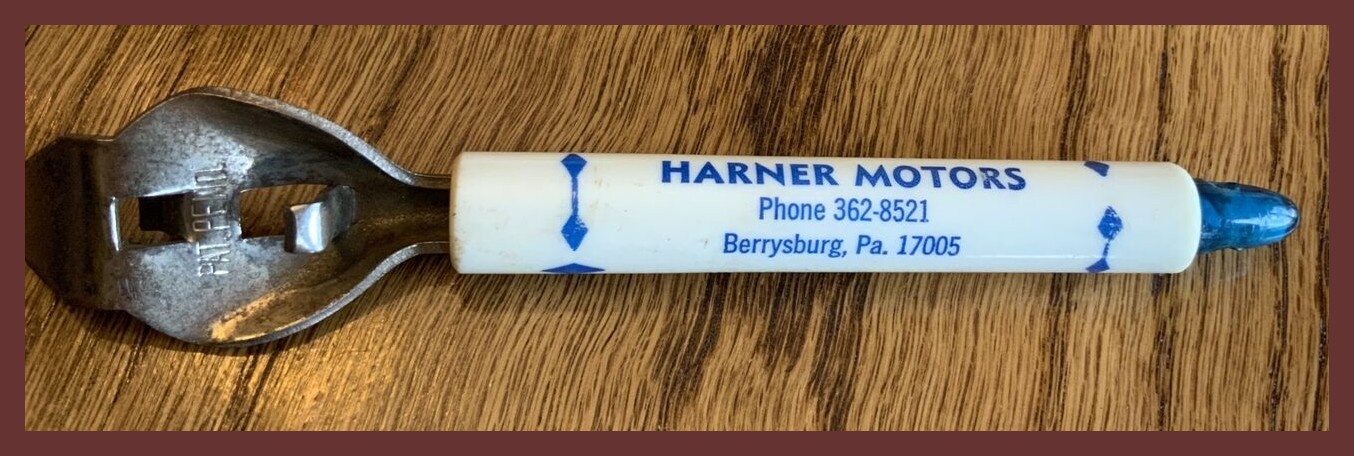 HARNER MOTORS
Phone 362-8521
Berrysburg, Pa. 17005
PAT. PEND.